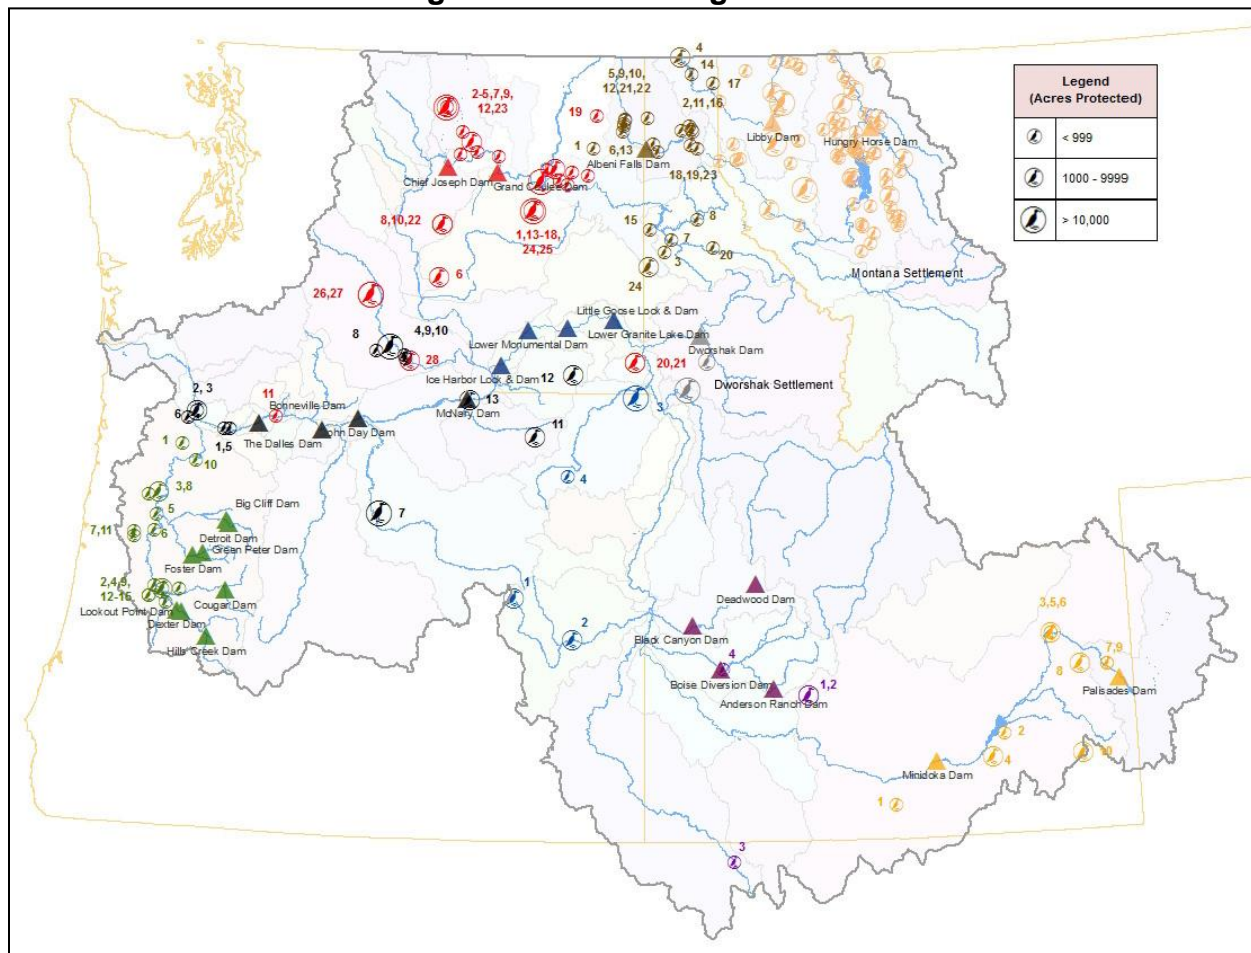 4
5,9,10,
12,21,22
14
17
2-5,7,9,
12,23
19
2,11,16
Legend
(Acres Protected)
< 999
1000 - 9999
> 10,000
Libby Dam
Hungry Horse Dam
1
6,13
Albeni Falls Dam
18,19,23
Chief Joseph Dam
Grand Coulee Dam
8,10,22
1,13-18,
24,25
15
8
7
3
20
24
6
Montana Settlement
26,27
Little Goose Lock & Dam
8
4,9,10
Lower Monumental Dam
Lower Granite Lake Dam
Dworshak Dam
28
Ice Harbor Lock & Dam
12
20,21
Dworshak Settlement
3
2, 3
11
Bonneville Dam
McNary Dam
13
6
The Dalles Dam
John Day Dam
1,5
1
11
10
4
3,8
5
Big Cliff Dam
7
7,11
6
Detroit Dam
Green Peter Dam
Foster Dam
2,4,9,
12-15,
Cougar Dam
Lookout Point Dam
Dexter Dam
Hills Creek Dam
1
Deadwood Dam
2
Black Canyon Dam
3,5,6
4
7,9
8
Boise Diversion Dam
1,2
Palisades Dam
Anderson Ranch Dam
2
4
10
Minidoka Dam
1
3